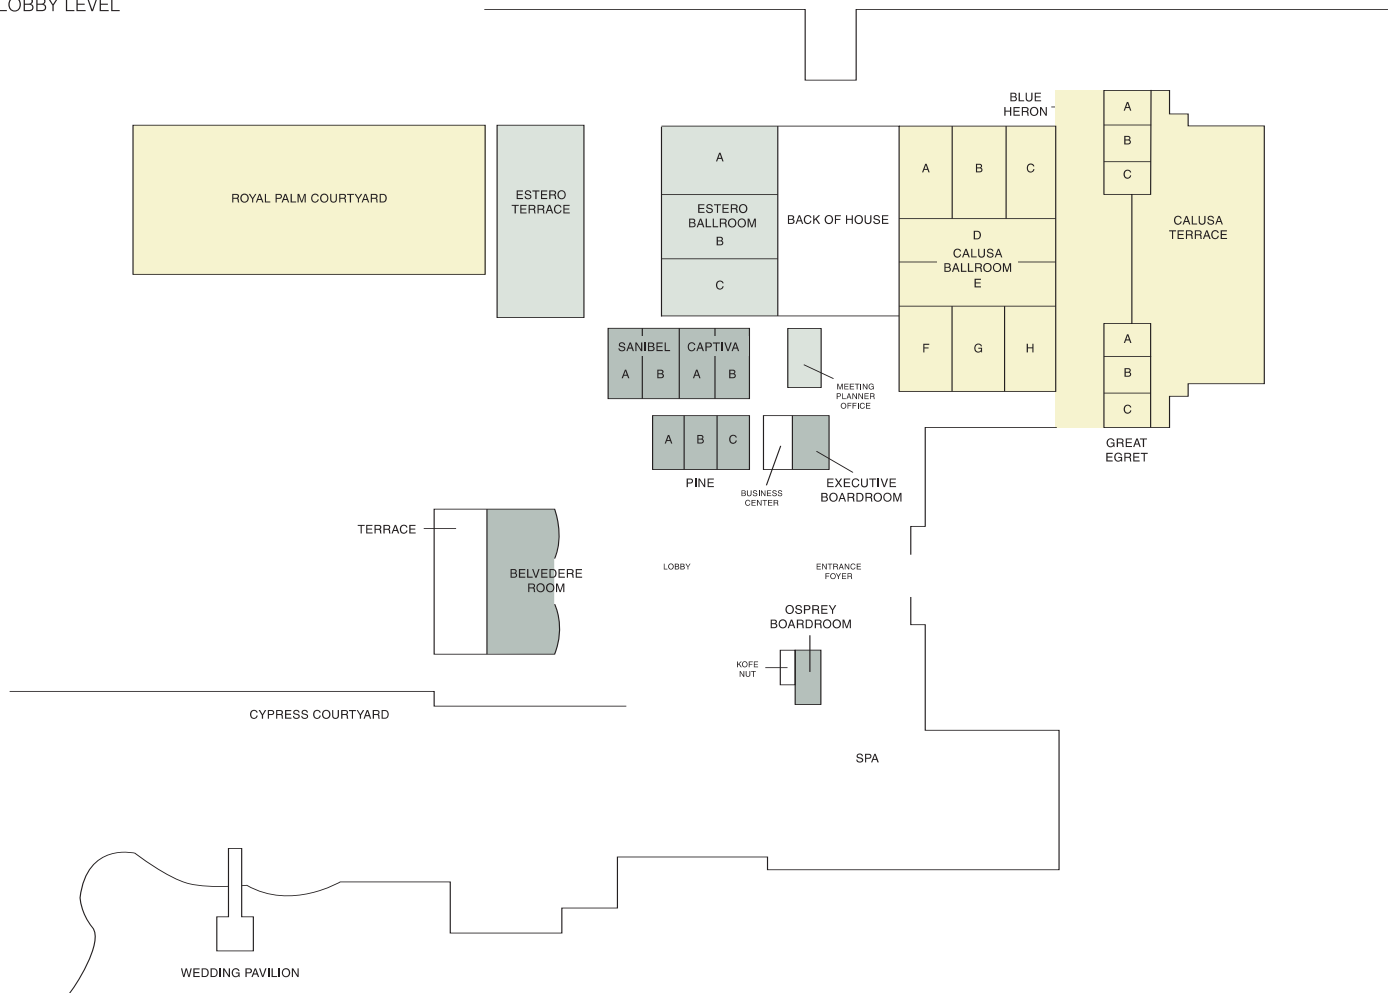 LOBBY LEVEL
BLUE
HERON
A
B
C
ROYAL PALM COURTYARD
ESTERO
TERRACE
A
ESTERO
BALLROOM
B
C
BACK OF HOUSE
A
B
C
D
CALUSA
BALLROOM
E
F
G
H
CALUSA
TERRACE
A
B
C
GREAT
EGRET
SANIBEL
A
B
CAPTIVA
A
B
MEETING
PLANNER
OFFICE
A
B
C
PINE
BUSINESS
CENTER
EXECUTIVE
BOARDROOM
TERRACE
BELVEDERE
ROOM
LOBBY
ENTRANCE
FOYER
OSPREY
BOARDROOM
KOFE
NUT
CYPRESS COURTYARD
SPA
WEDDING PAVILION